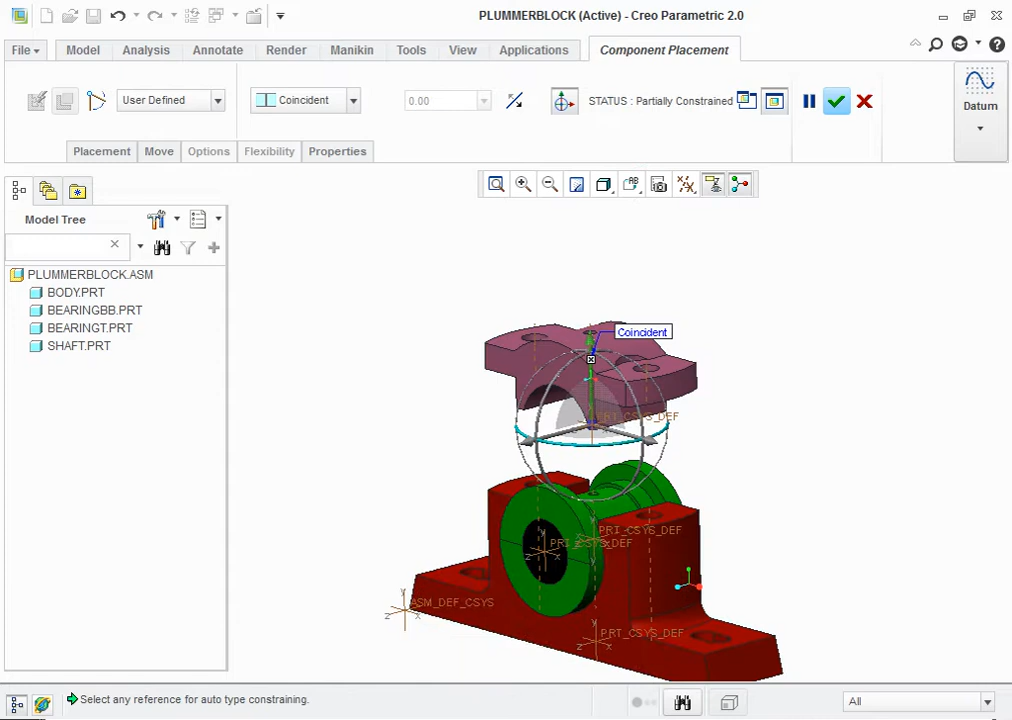 PLUMMERBLOCK (Active) - Creo Parametric 2.0
File Model Analysis Annotate Render Manikin Tools View Applications Component Placement
User Defined Coincident 0.00 STATUS : Partially Constrained
Datum
Placement Move Options Flexibility Properties
Model Tree
PLUMMERBLOCK.ASM
BODY.PRT
BEARINGBB.PRT
BEARINGT.PRT
SHAFT.PRT
Coincident
PRT_CSYS_DEF
PRT_CSYS_DEF
PRT_CSYS_DEF
ASM_DEF_CSYS
PRT_CSYS_DEF
Select any reference for auto type constraining.
All